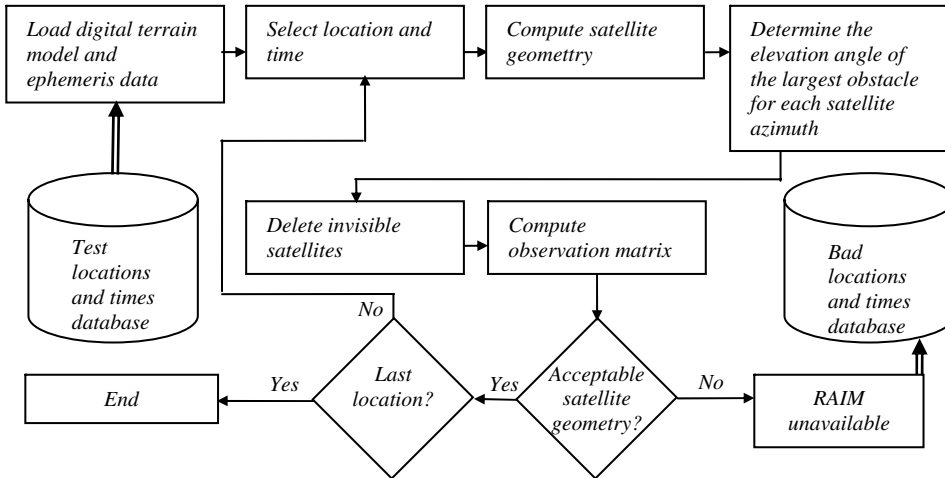 Load digital terrain
model and
ephemeris data
Select location and
time
Compute satellite
geomettry
Determine the
elevation angle of
the largest obstacle
for each satellite
azimuth
Test
locations
and times
database
Delete invisible
satellites
Compute
observation matrix
Bad
locations
and times
database
No
End
Yes
Last
location?
Yes
Acceptable
satellite
geometry?
No
RAIM
unavailable